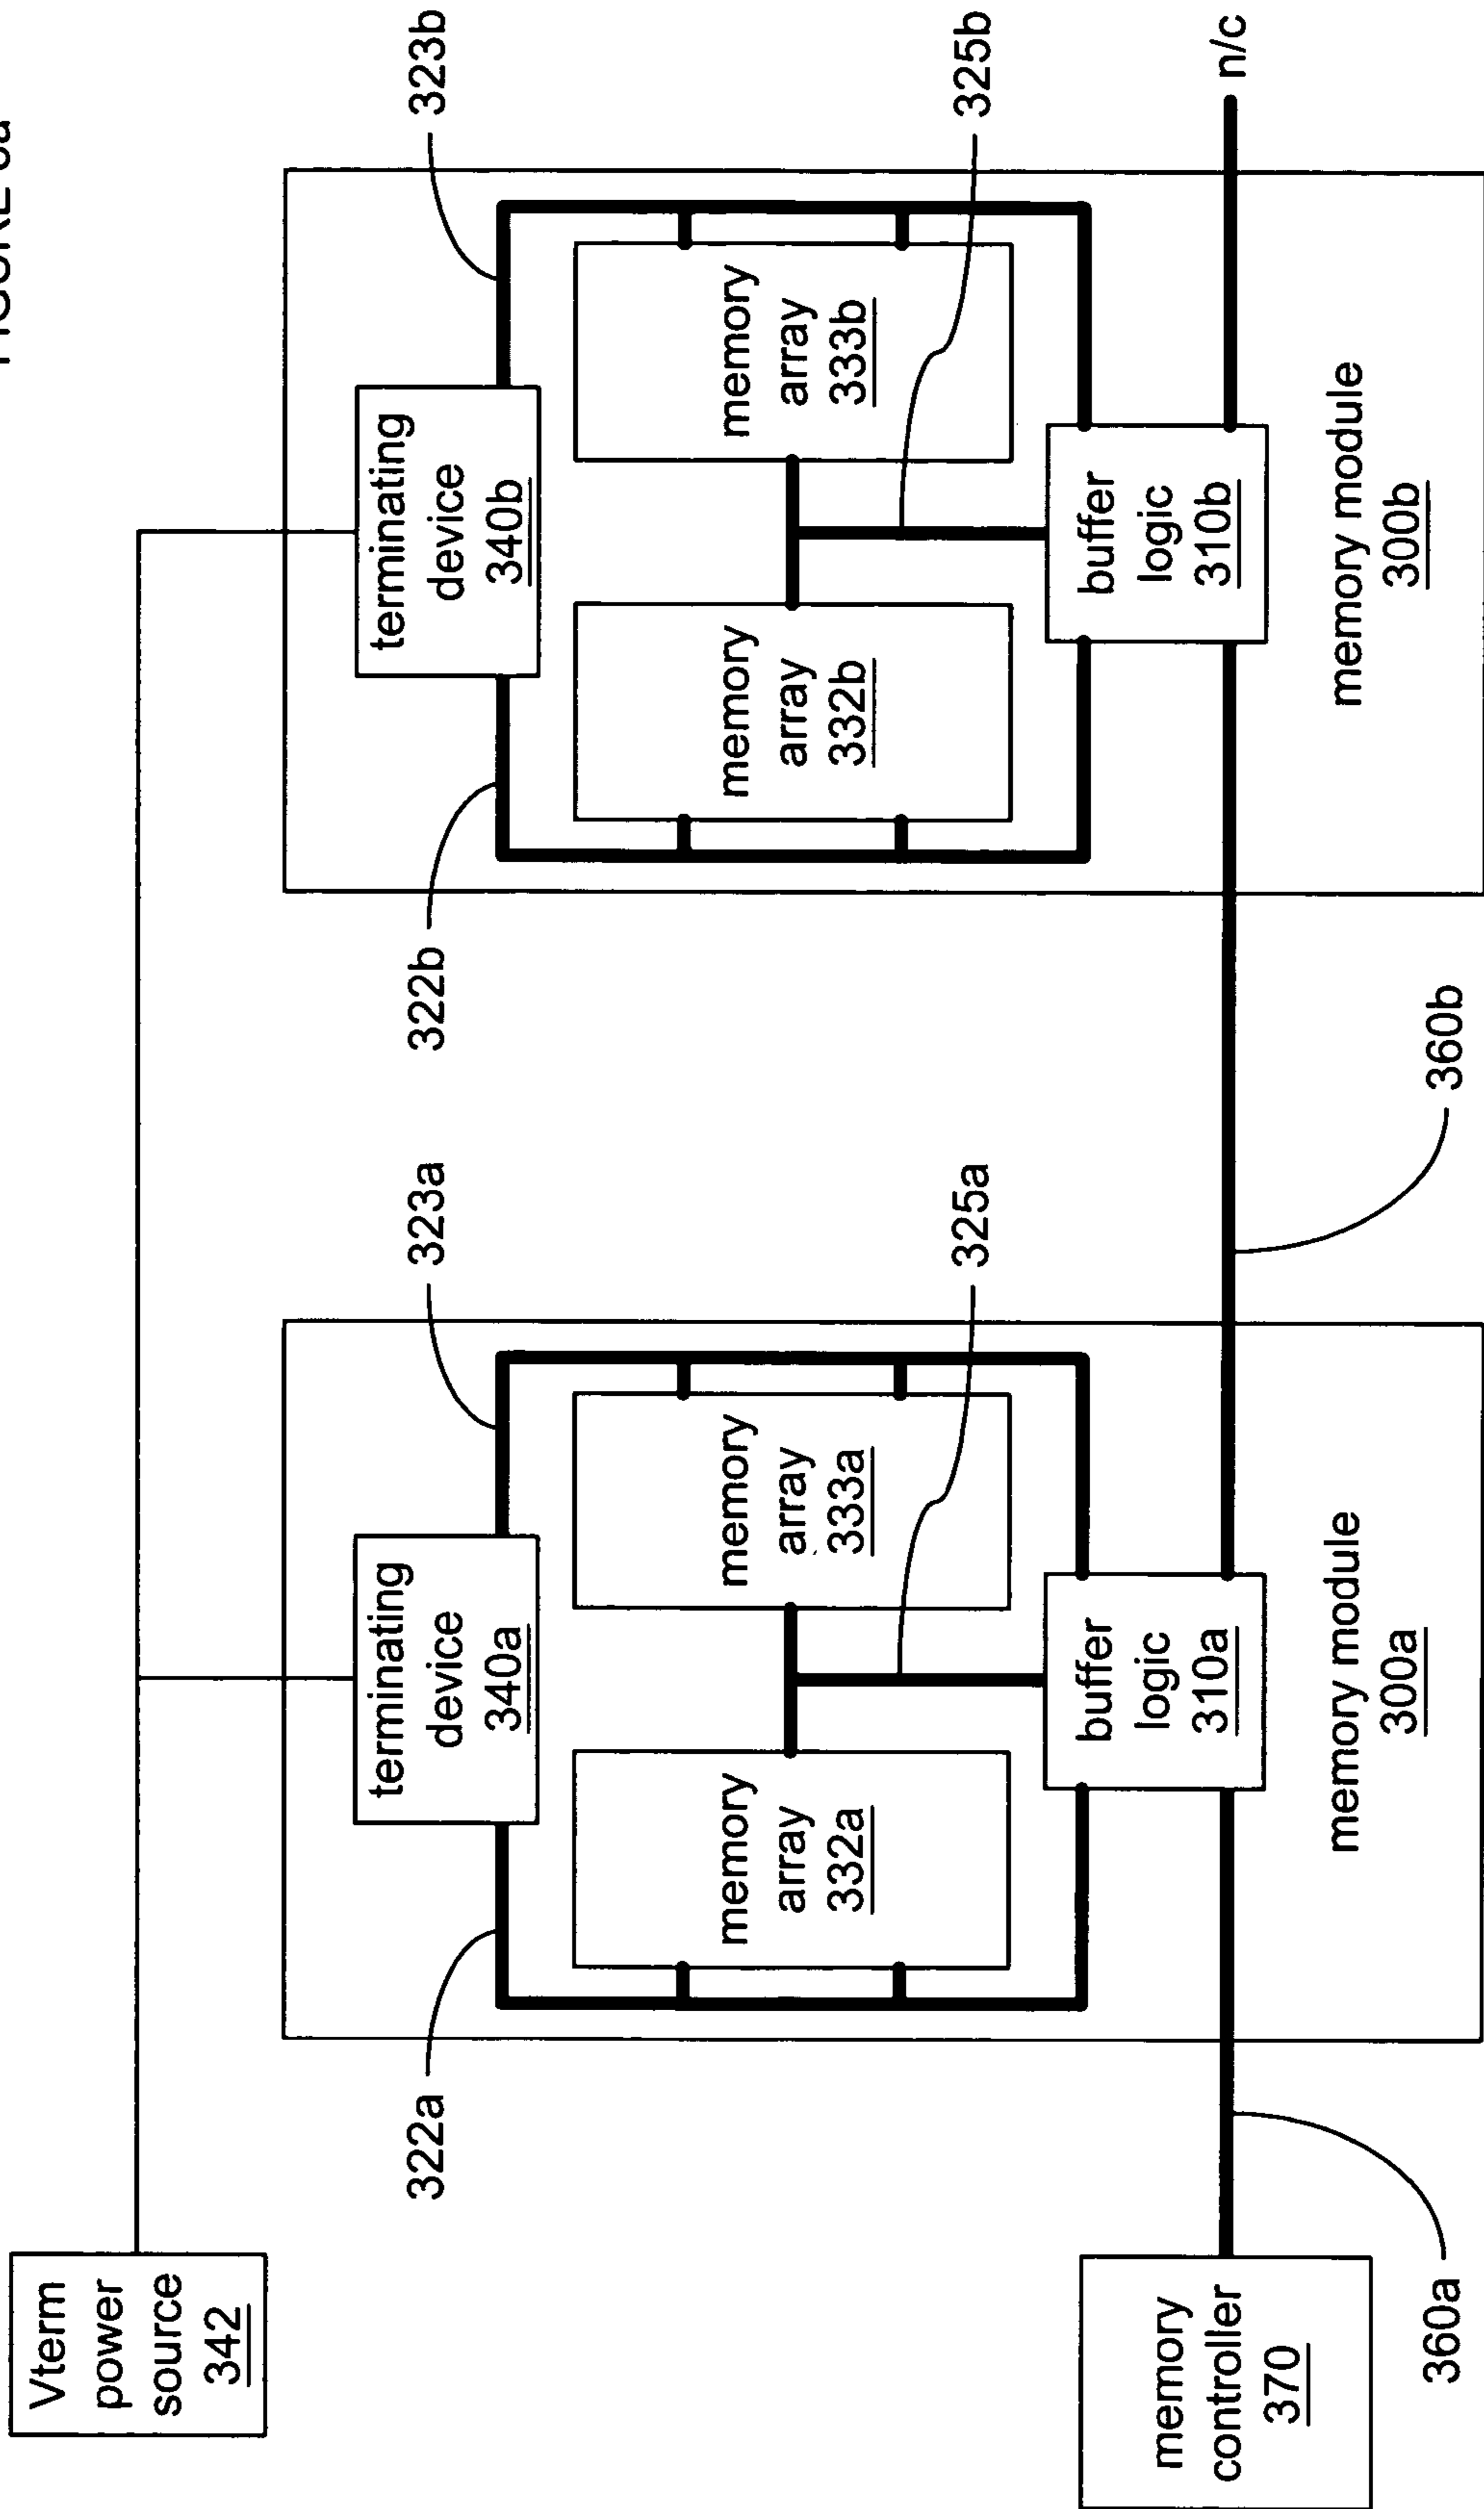 FIGURE
Vterm
power
source
342
322a
323a
322b
323b
terminating
device
340a
terminating
device
340b
memory
array
332a
memory
array
333a
memory
array
332b
memory
array
333b
325a
325b
memory
controller
370
buffer
logic
310a
buffer
logic
310b
n/c
memory module
300a
memory module
300b
360a
360b